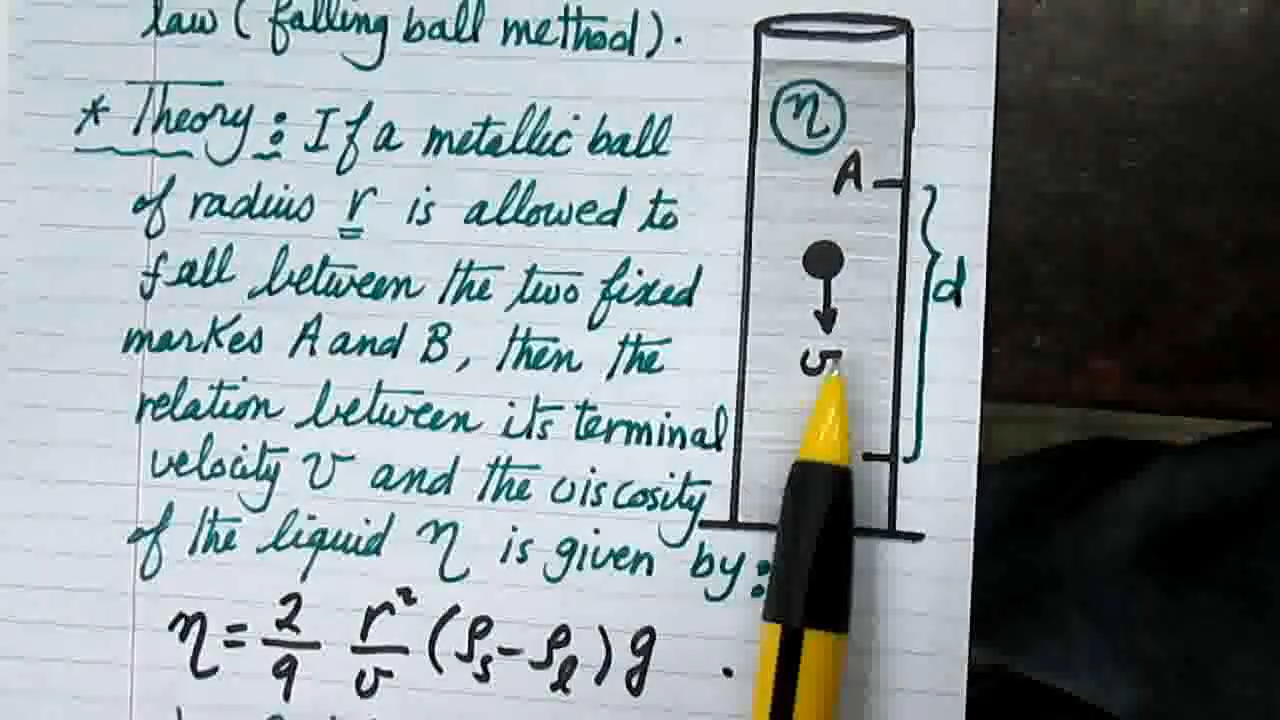 law (falling ball method).
* Theory: If a metallic ball
of radius r is allowed to
fall between the two fixed
markes A and B, then the
relation between its terminal
velocity v and the viscosity
of the liquid η is given by:
η = 2/9 r²/v (ρs - ρl) g .
η
A
d
v